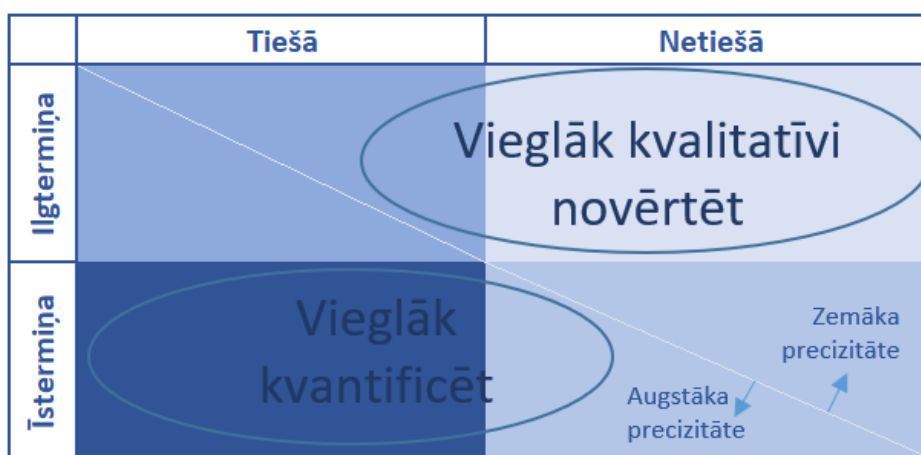 Tiešā
Netiešā
Ilgtermiņa
Vieglāk kvalitatīvi
novērtēt
Īstermiņa
Vieglāk
kvantificēt
Zemāka
precizitāte
Augstāka
precizitāte